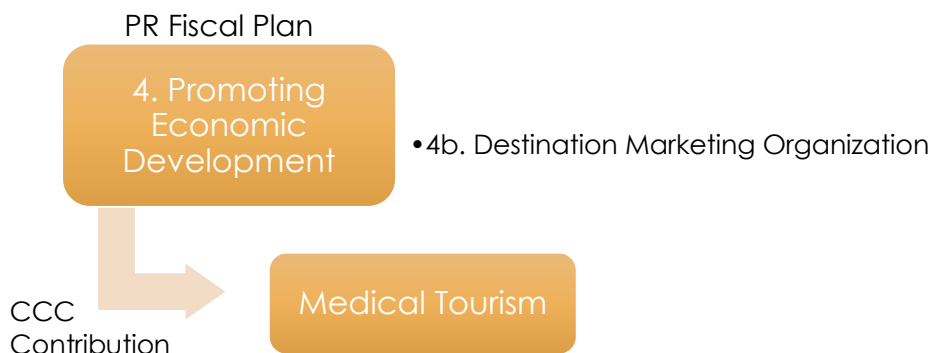 PR Fiscal Plan
4. Promoting
Economic
Development
•4b. Destination Marketing Organization
Medical Tourism
CCC
Contribution